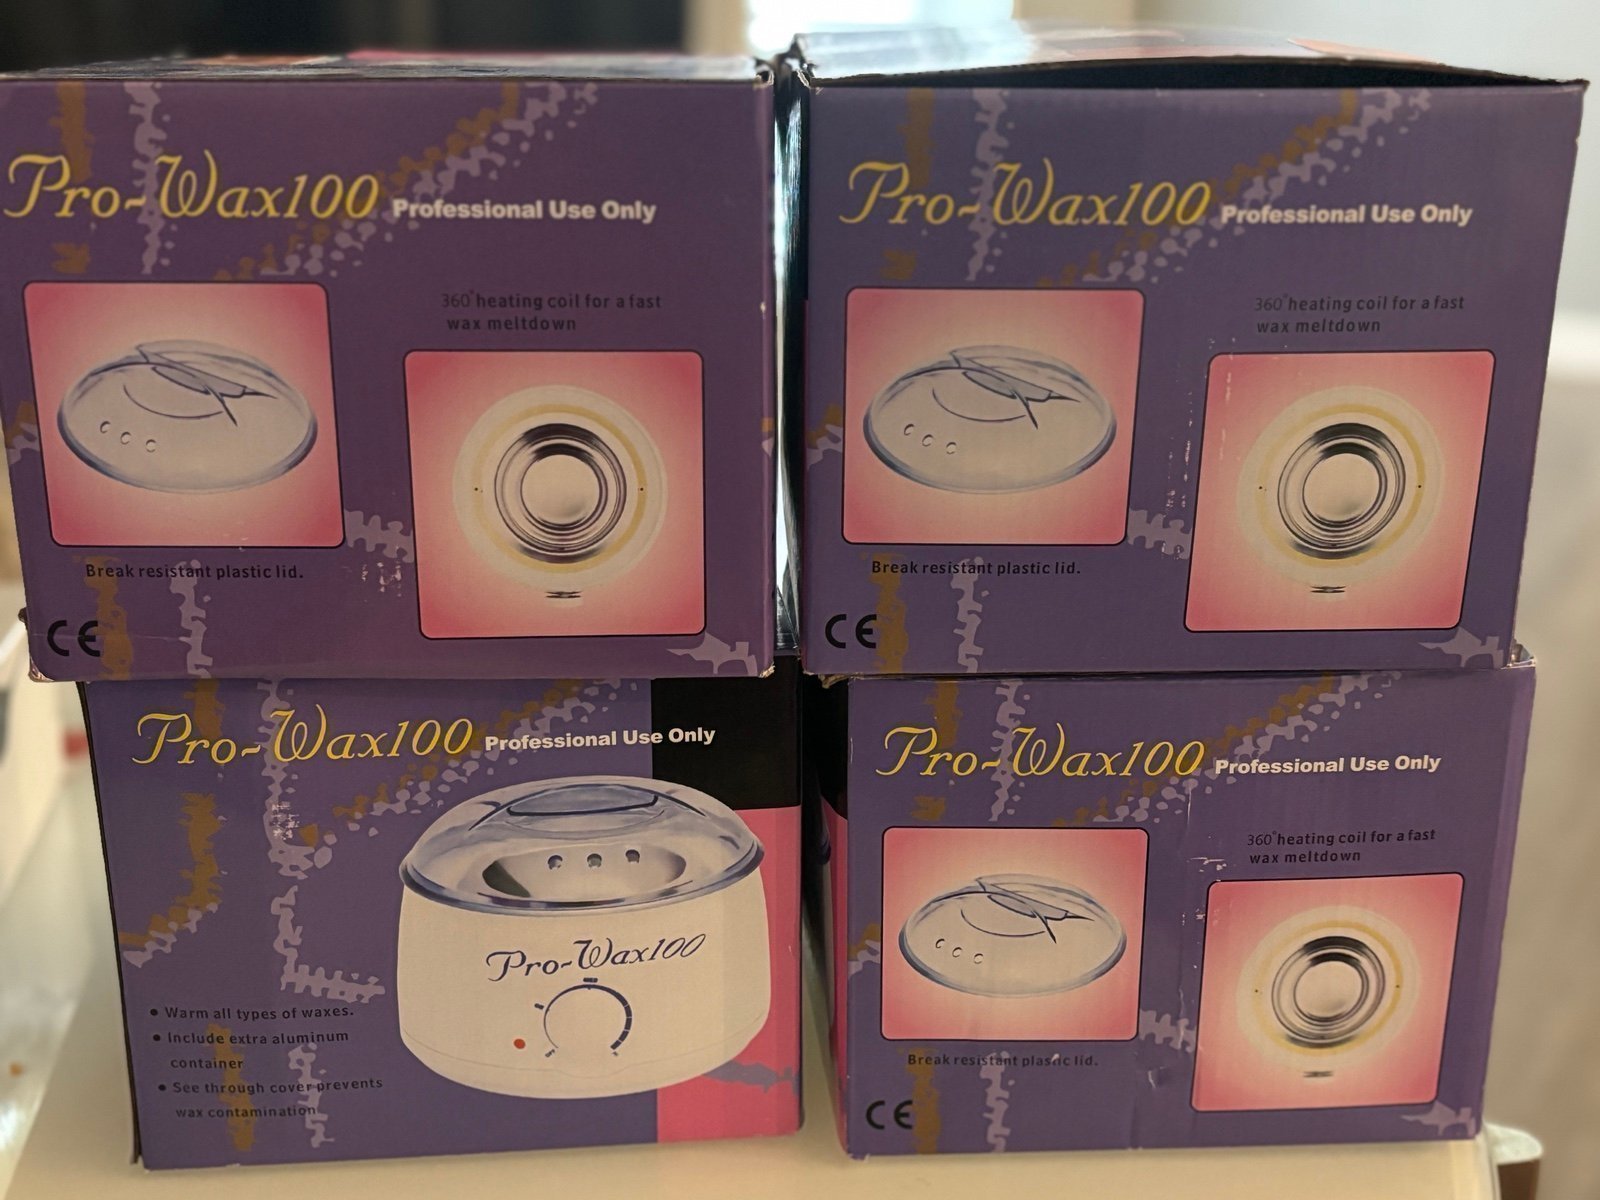 Pro-Wax100 Professional Use Only
360° heating coil for a fast
wax meltdown
Break resistant plastic lid.
CE
Pro-Wax100 Professional Use Only
360° heating coil for a fast
wax meltdown
Break resistant plastic lid.
CE
Pro-Wax100 Professional Use Only
Pro-Wax100
• Warm all types of waxes.
• Include extra aluminum
container
• See through cover prevents
wax contamination
Pro-Wax100 Professional Use Only
360° heating coil for a fast
wax meltdown
Break resistant plastic lid.
CE